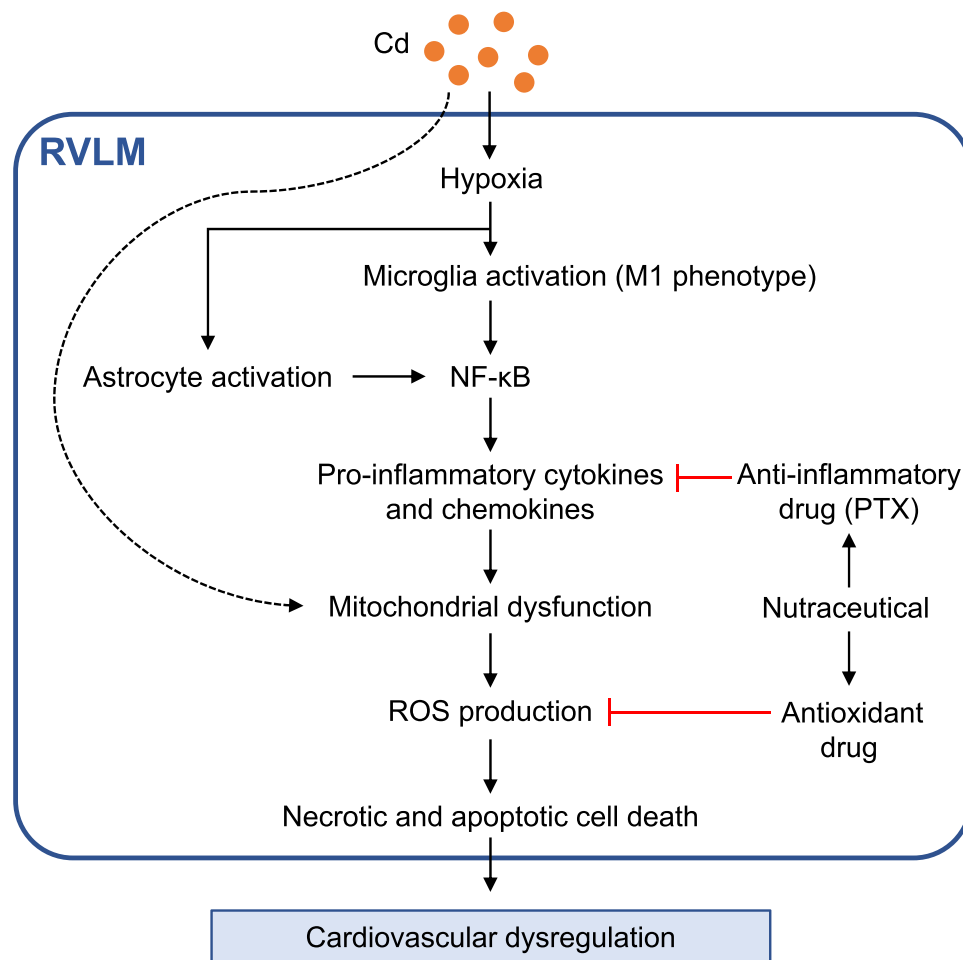 Cd
RVLM
Hypoxia
Microglia activation (M1 phenotype)
Astrocyte activation
NF-κB
Pro-inflammatory cytokines
and chemokines
Anti-inflammatory
drug (PTX)
Mitochondrial dysfunction
Nutraceutical
ROS production
Antioxidant
drug
Necrotic and apoptotic cell death
Cardiovascular dysregulation